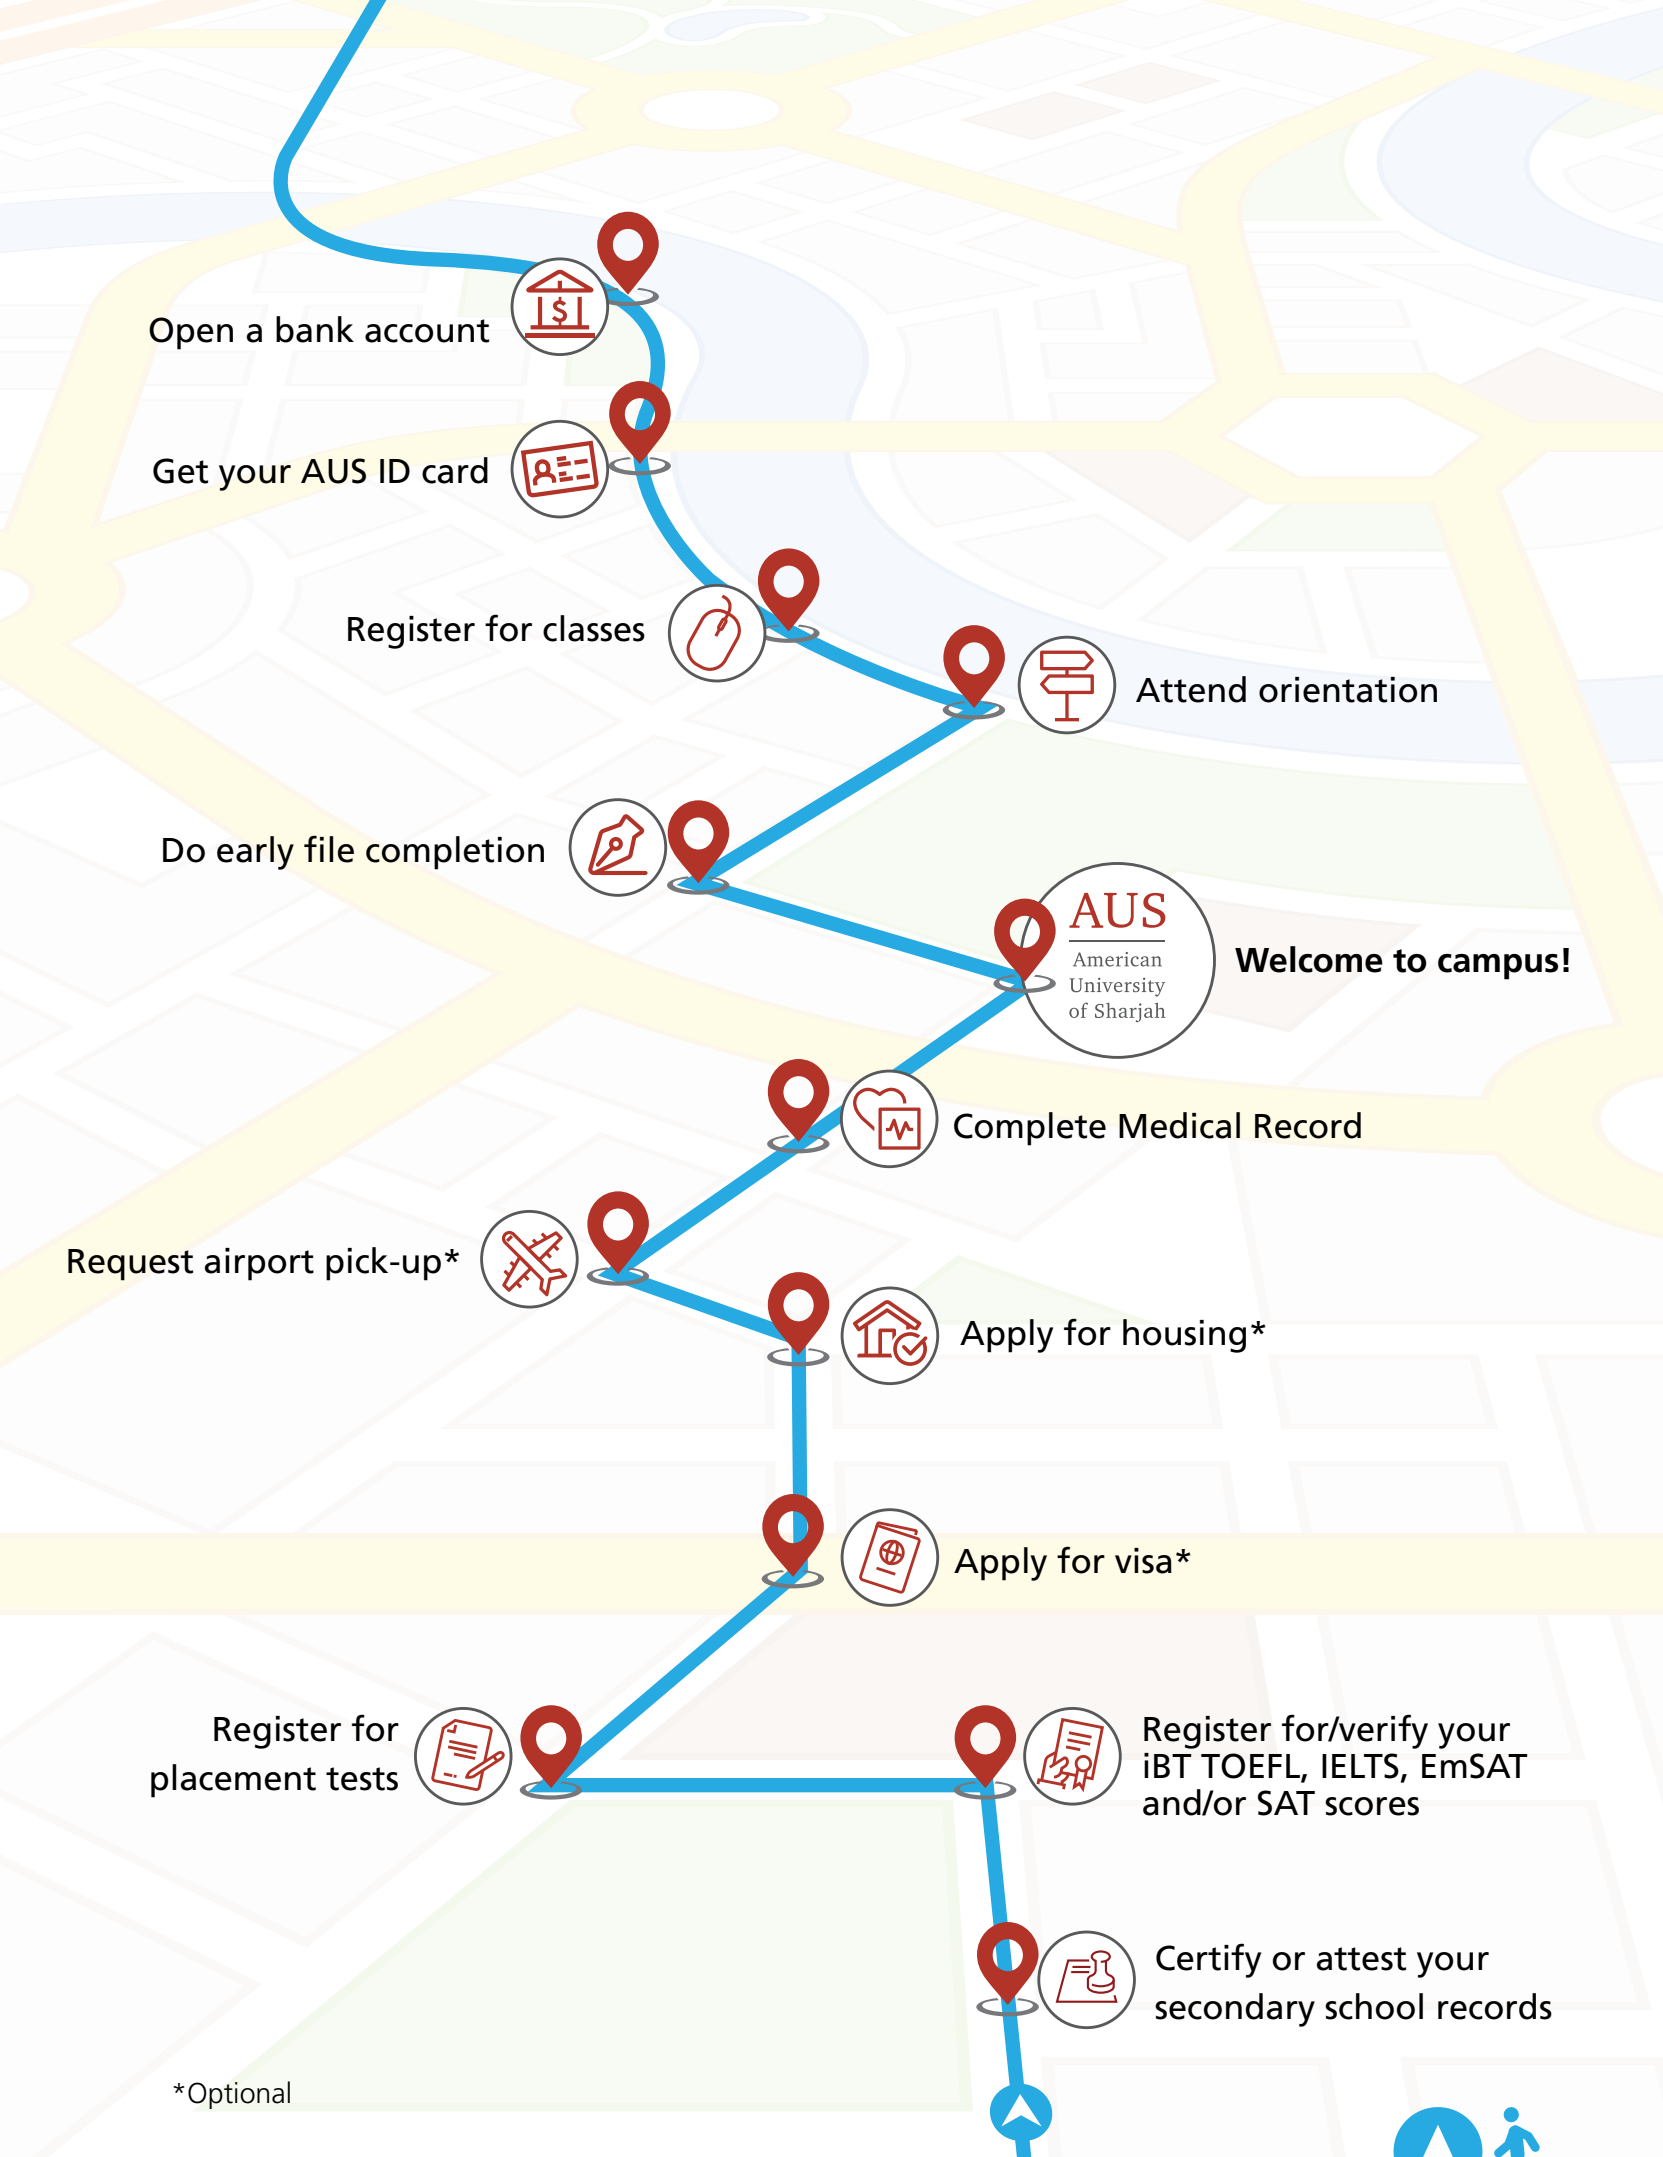 Open a bank account
Get your AUS ID card
Register for classes
Attend orientation
Do early file completion
AUS
American
University
of Sharjah
Welcome to campus!
Complete Medical Record
Request airport pick-up*
Apply for housing*
Apply for visa*
Register for
placement tests
Register for/verify your
iBT TOEFL, IELTS, EmSAT
and/or SAT scores
Certify or attest your
secondary school records
*Optional